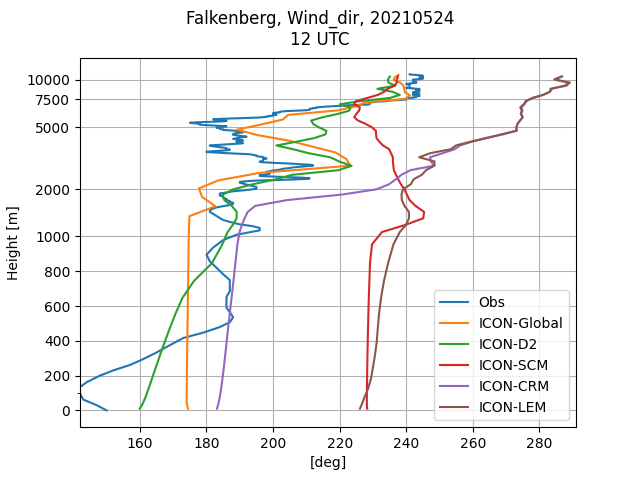 Falkenberg, Wind_dir, 20210524
12 UTC
Height [m]
10000
7500
5000
2000
1000
800
600
400
200
0
160
180
200
220
240
260
280
[deg]
Obs
ICON-Global
ICON-D2
ICON-SCM
ICON-CRM
ICON-LEM